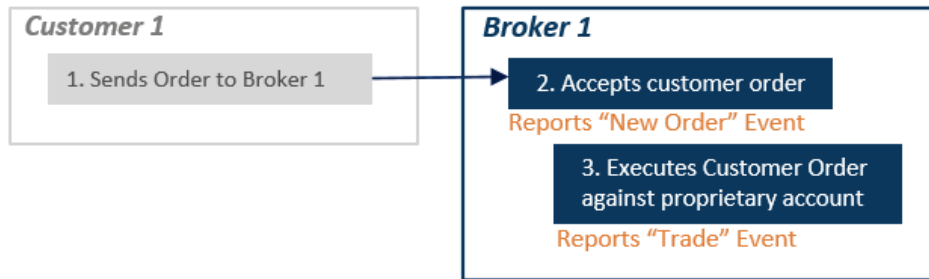 Customer 1
1. Sends Order to Broker 1
Broker 1
2. Accepts customer order
Reports “New Order” Event
3. Executes Customer Order
against proprietary account
Reports “Trade” Event